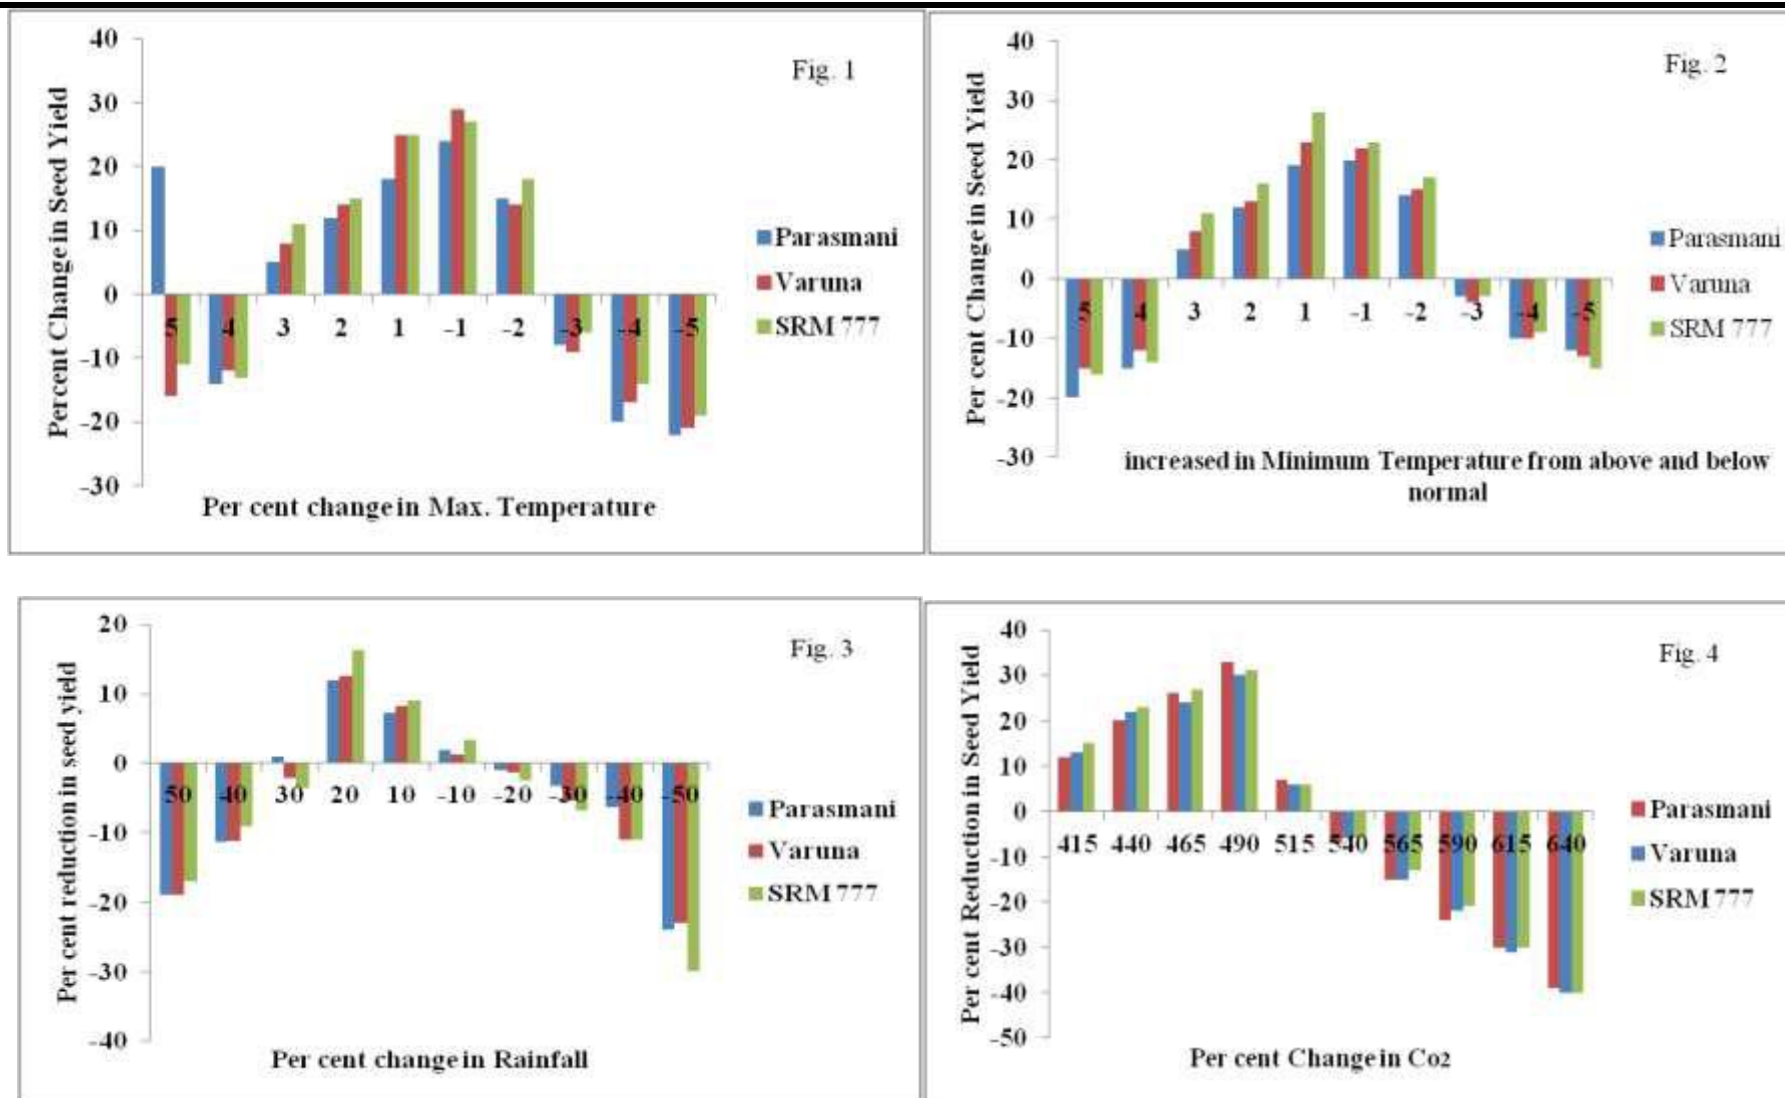 Fig. 1
Percent Change in Seed Yield
40
30
20
10
0
-10
-20
-30
5 4 3 2 1 -1 -2 -3 -4 -5
Per cent change in Max. Temperature
Parasmani
Varuna
SRM 777
Fig. 2
Per cent Change in Seed Yield
40
30
20
10
0
-10
-20
-30
5 4 3 2 1 -1 -2 -3 -4 -5
increased in Minimum Temperature from above and below
normal
Parasmani
Varuna
SRM 777
Fig. 3
Per cent reduction in seed yield
20
10
0
-10
-20
-30
-40
50 40 30 20 10 -10 -20 -30 -40 -50
Per cent change in Rainfall
Parasmani
Varuna
SRM 777
Fig. 4
Per cent Reduction in Seed Yield
40
30
20
10
0
-10
-20
-30
-40
-50
415 440 465 490 515 540 565 590 615 640
Per cent Change in Co2
Parasmani
Varuna
SRM 777